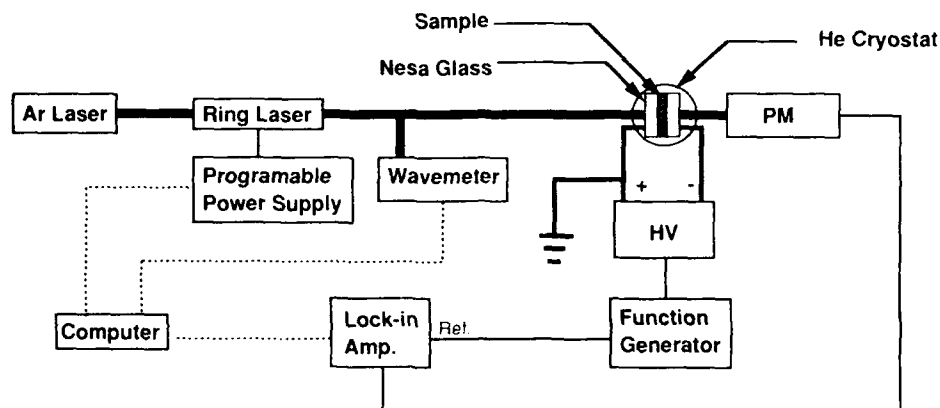 Sample
He Cryostat
Nesa Glass
Ar Laser
Ring Laser
PM
Programable
Power Supply
Wavemeter
+ -
HV
Computer
Lock-in
Amp.
Ref.
Function
Generator